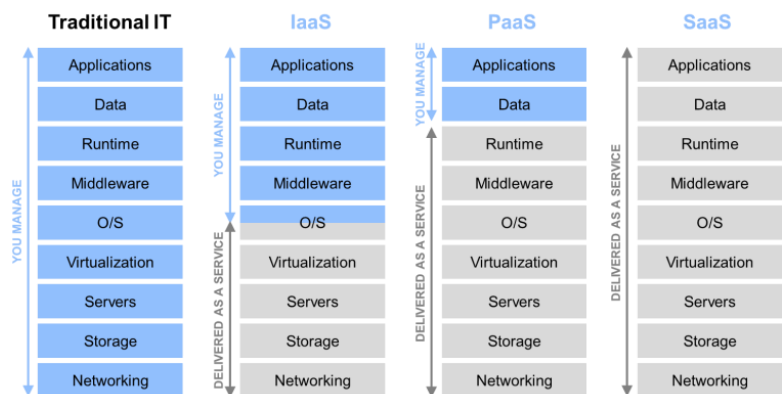 Traditional IT
YOU MANAGE
Applications
Data
Runtime
Middleware
O/S
Virtualization
Servers
Storage
Networking
IaaS
YOU MANAGE
DELIVERED AS A SERVICE
Applications
Data
Runtime
Middleware
O/S
Virtualization
Servers
Storage
Networking
PaaS
YOU MANAGE
DELIVERED AS A SERVICE
Applications
Data
Runtime
Middleware
O/S
Virtualization
Servers
Storage
Networking
SaaS
DELIVERED AS A SERVICE
Applications
Data
Runtime
Middleware
O/S
Virtualization
Servers
Storage
Networking